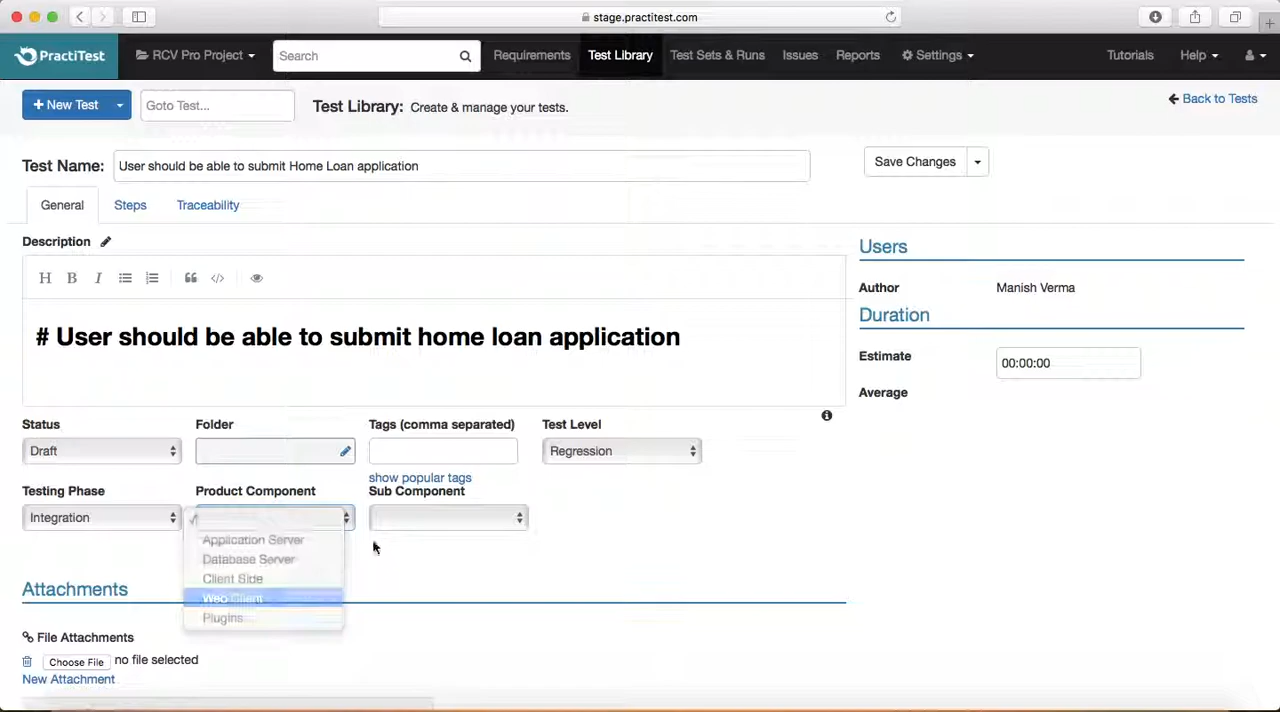 stage.practitest.com
PractiTest
RCV Pro Project
Search
Requirements
Test Library
Test Sets & Runs
Issues
Reports
Settings
Tutorials
Help
+ New Test
Goto Test...
Test Library: Create & manage your tests.
Back to Tests
Test Name:
User should be able to submit Home Loan application
Save Changes
General
Steps
Traceability
Description
H B I
# User should be able to submit home loan application
Users
Author
Manish Verma
Duration
Estimate
00:00:00
Average
Status
Folder
Tags (comma separated)
Test Level
Draft
Regression
show popular tags
Testing Phase
Product Component
Sub Component
Integration
Application Server
Database Server
Client Side
Web Client
Plugins
Attachments
File Attachments
Choose File no file selected
New Attachment